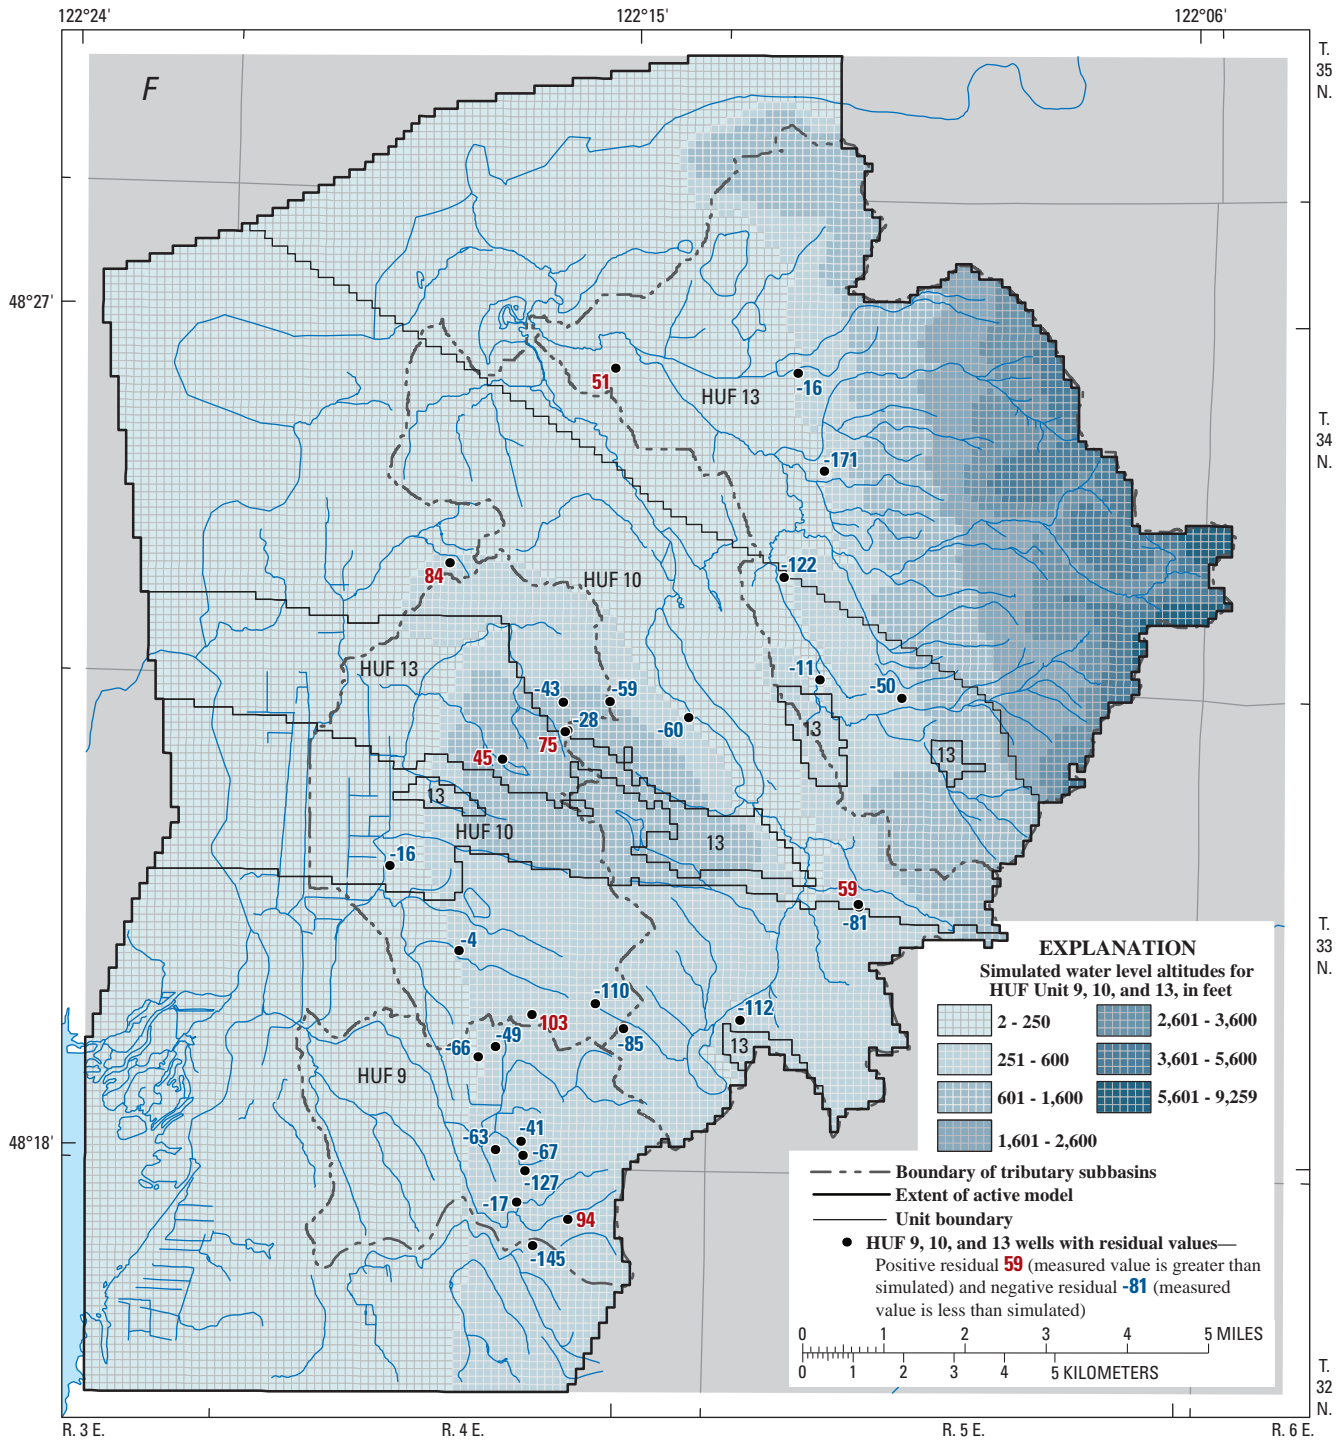 122°24'
122°15'
122°06'
T.
35
N.
F
48°27'
51
HUF 13
-16
T.
34
N.
-171
84
HUF 10
-122
HUF 13
-11
-43
-59
-50
-28
-60
75
13
45
13
13
HUF 10
13
-16
59
-81
T.
33
N.
-4
-110
103
-112
-49
-85
-66
13
HUF 9
48°18'
-41
-63
-67
-127
-17
94
-145
EXPLANATION
Simulated water level altitudes for
HUF Unit 9, 10, and 13, in feet
2 - 250
2,601 - 3,600
251 - 600
3,601 - 5,600
601 - 1,600
5,601 - 9,259
1,601 - 2,600
Boundary of tributary subbasins
Extent of active model
Unit boundary
HUF 9, 10, and 13 wells with residual values—
Positive residual 59 (measured value is greater than
simulated) and negative residual -81 (measured
value is less than simulated)
0 1 2 3 4 5 MILES
0 1 2 3 4 5 KILOMETERS
T.
32
N.
R. 3 E.
R. 4 E.
R. 5 E.
R. 6 E.